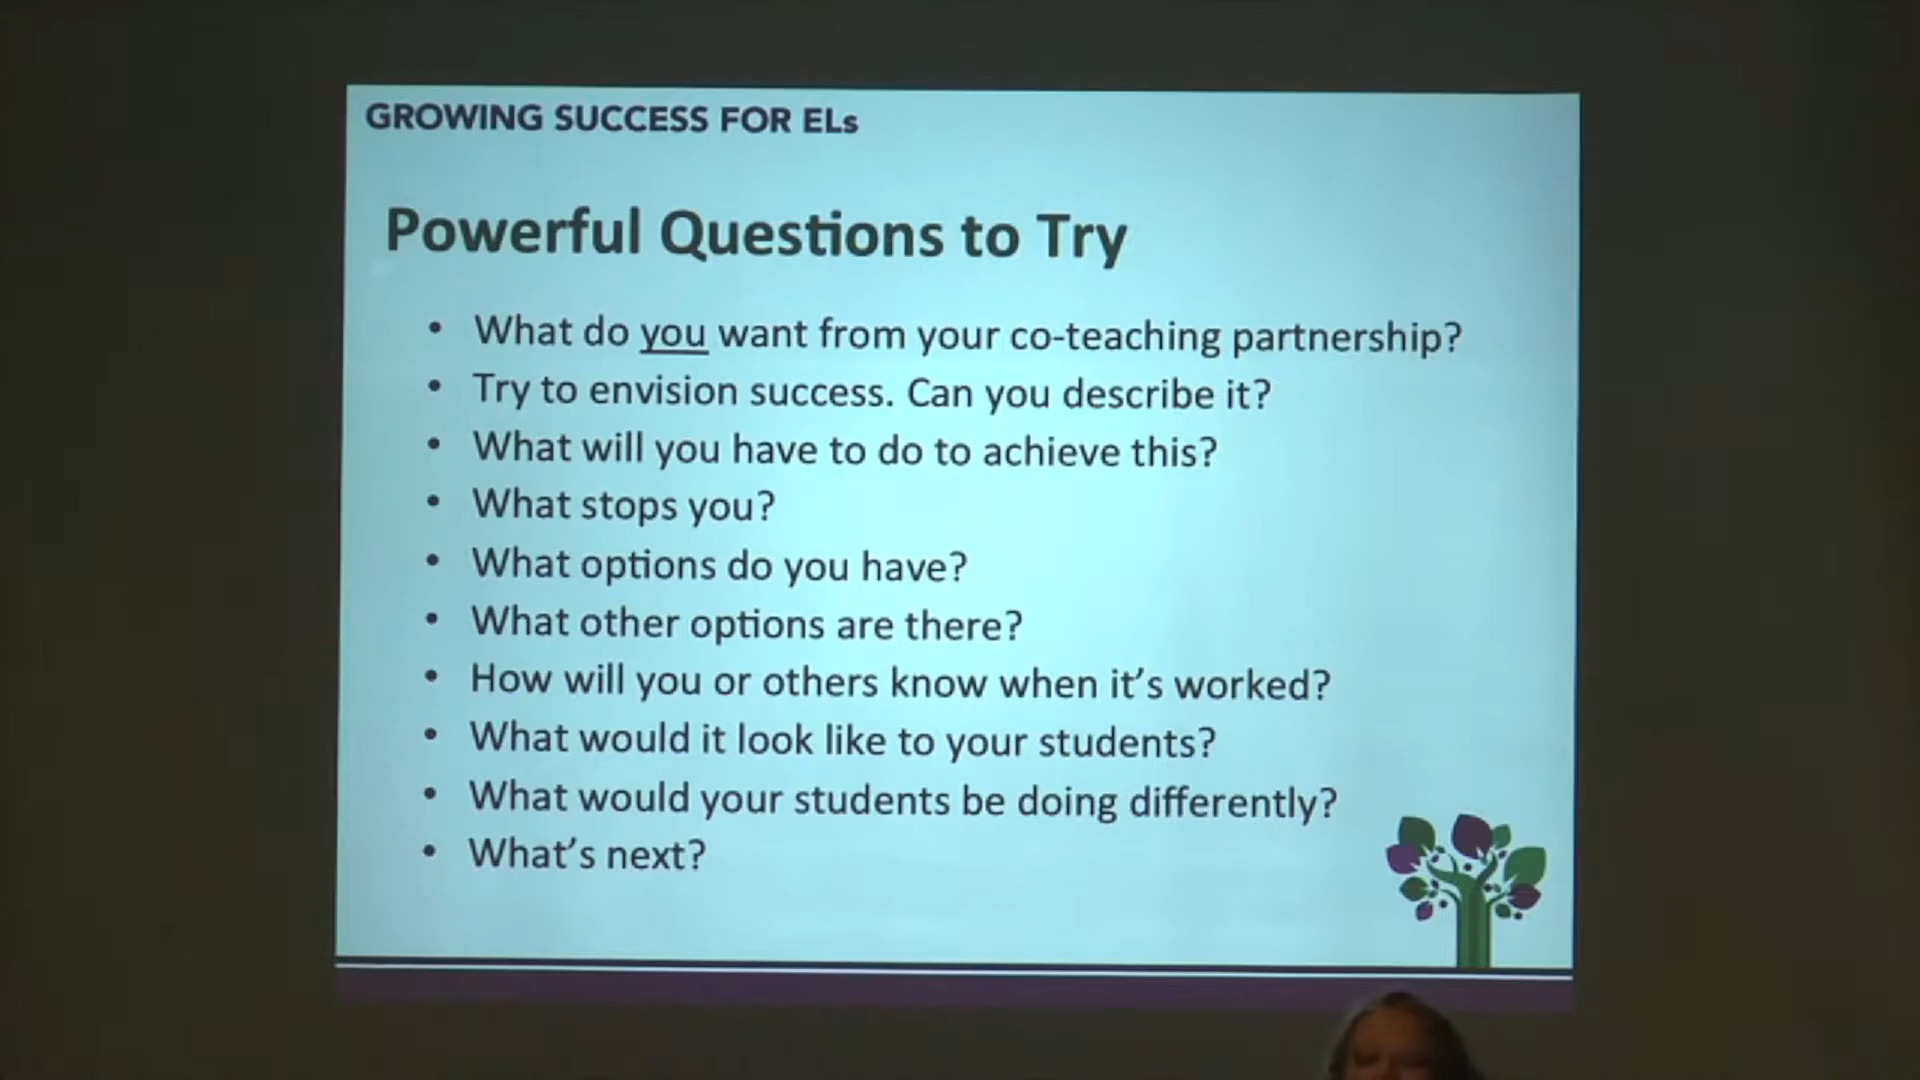 GROWING SUCCESS FOR ELs
Powerful Questions to Try
• What do you want from your co-teaching partnership?
• Try to envision success. Can you describe it?
• What will you have to do to achieve this?
• What stops you?
• What options do you have?
• What other options are there?
• How will you or others know when it's worked?
• What would it look like to your students?
• What would your students be doing differently?
• What's next?